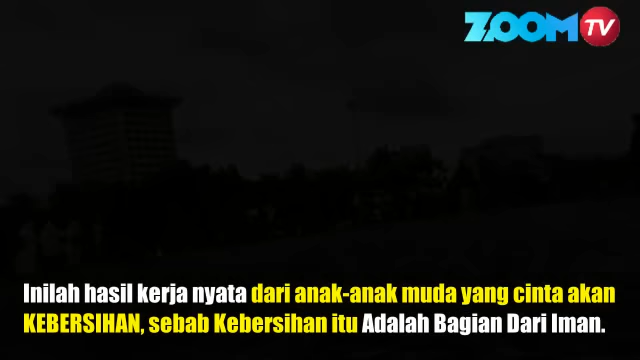 ZOOM TV
Inilah hasil kerja nyata dari anak-anak muda yang cinta akan
KEBERSIHAN, sebab Kebersihan itu Adalah Bagian Dari Iman.